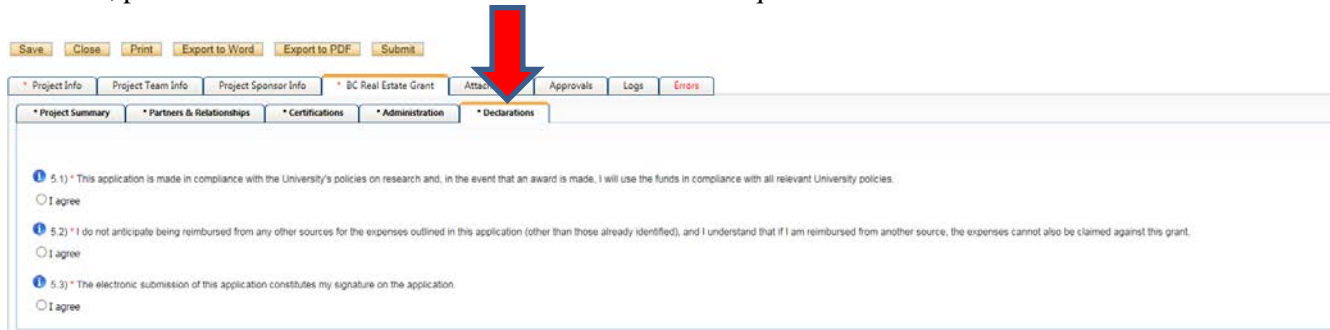 Save Close Print Export to Word Export to PDF Submit
* Project Info Project Team Info Project Sponsor Info * BC Real Estate Grant Attac Approvals Logs Errors
* Project Summary * Partners & Relationships * Certifications * Administration * Declarations
5.1) * This application is made in compliance with the University's policies on research and, in the event that an award is made, I will use the funds in compliance with all relevant University policies.
I agree
5.2) * I do not anticipate being reimbursed from any other sources for the expenses outlined in this application (other than those already identified), and I understand that if I am reimbursed from another source, the expenses cannot also be claimed against this grant.
I agree
5.3) * The electronic submission of this application constitutes my signature on the application.
I agree